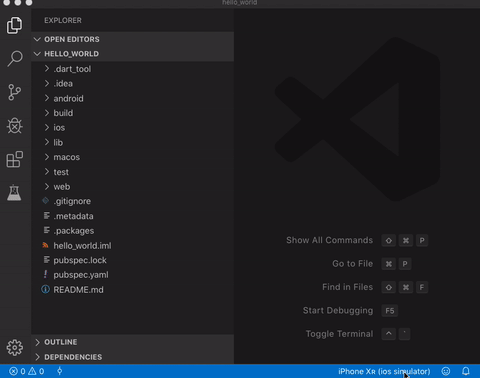 hello_world
EXPLORER
OPEN EDITORS
HELLO_WORLD
.dart_tool
.idea
android
build
ios
lib
macos
test
web
.gitignore
.metadata
.packages
hello_world.iml
pubspec.lock
pubspec.yaml
README.md
OUTLINE
DEPENDENCIES
Show All Commands ⇧ ⌘ P
Go to File ⌘ P
Find in Files ⇧ ⌘ F
Start Debugging F5
Toggle Terminal ^ `
0 0
iPhone Xʀ (ios simulator)